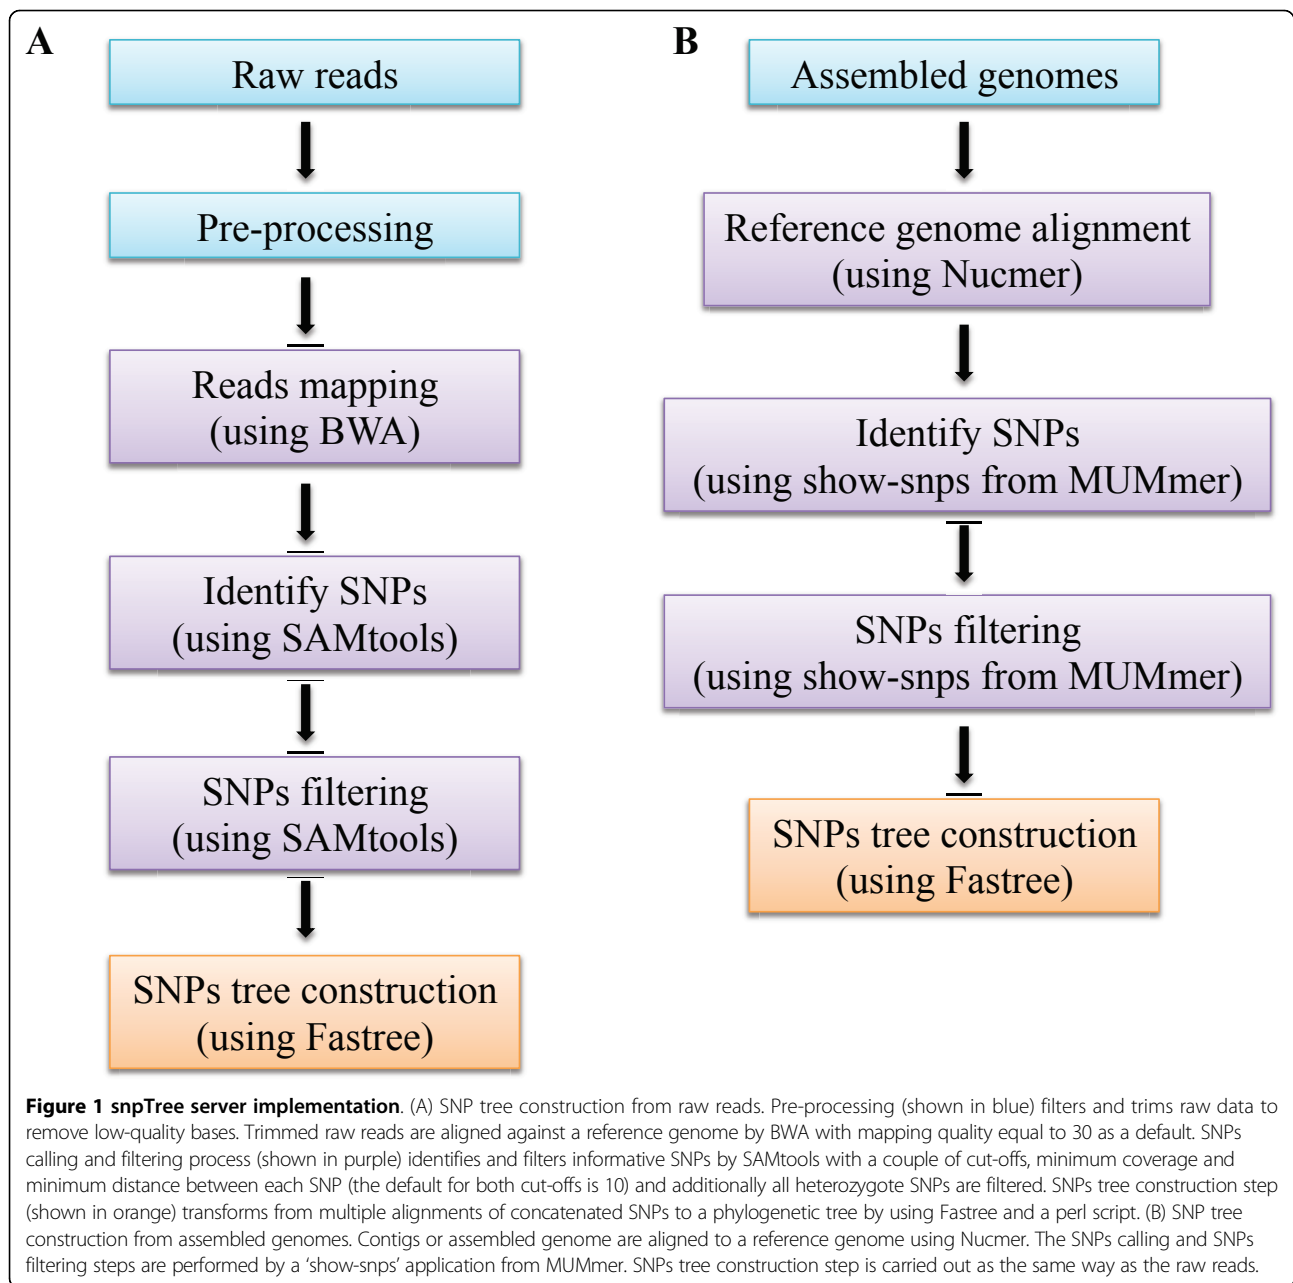 A
Raw reads
Pre-processing
Reads mapping
(using BWA)
Identify SNPs
(using SAMtools)
SNPs filtering
(using SAMtools)
SNPs tree construction
(using Fastree)
B
Assembled genomes
Reference genome alignment
(using Nucmer)
Identify SNPs
(using show-snps from MUMmer)
SNPs filtering
(using show-snps from MUMmer)
SNPs tree construction
(using Fastree)
Figure 1 snpTree server implementation. (A) SNP tree construction from raw reads. Pre-processing (shown in blue) filters and trims raw data to
remove low-quality bases. Trimmed raw reads are aligned against a reference genome by BWA with mapping quality equal to 30 as a default. SNPs
calling and filtering process (shown in purple) identifies and filters informative SNPs by SAMtools with a couple of cut-offs, minimum coverage and
minimum distance between each SNP (the default for both cut-offs is 10) and additionally all heterozygote SNPs are filtered. SNPs tree construction step
(shown in orange) transforms from multiple alignments of concatenated SNPs to a phylogenetic tree by using Fastree and a perl script. (B) SNP tree
construction from assembled genomes. Contigs or assembled genome are aligned to a reference genome using Nucmer. The SNPs calling and SNPs
filtering steps are performed by a 'show-snps' application from MUMmer. SNPs tree construction step is carried out as the same way as the raw reads.